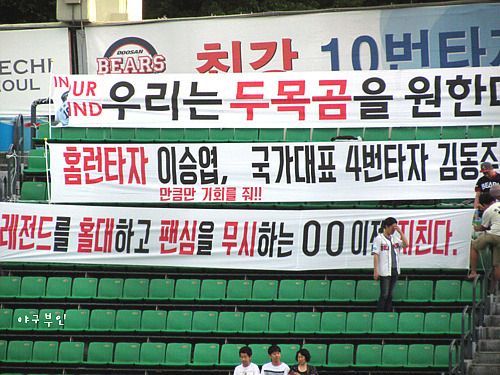 DOOSAN
BEARS
최강 10번타자
ECHI
OUL
IN UR
IND
우리는 두목곰을 원한다
홈런타자 이승엽, 국가대표 4번타자 김동주
만큼만 기회를 줘!!
레전드를 홀대하고 팬심을 무시하는 OO 이젠 지친다.
야구부인